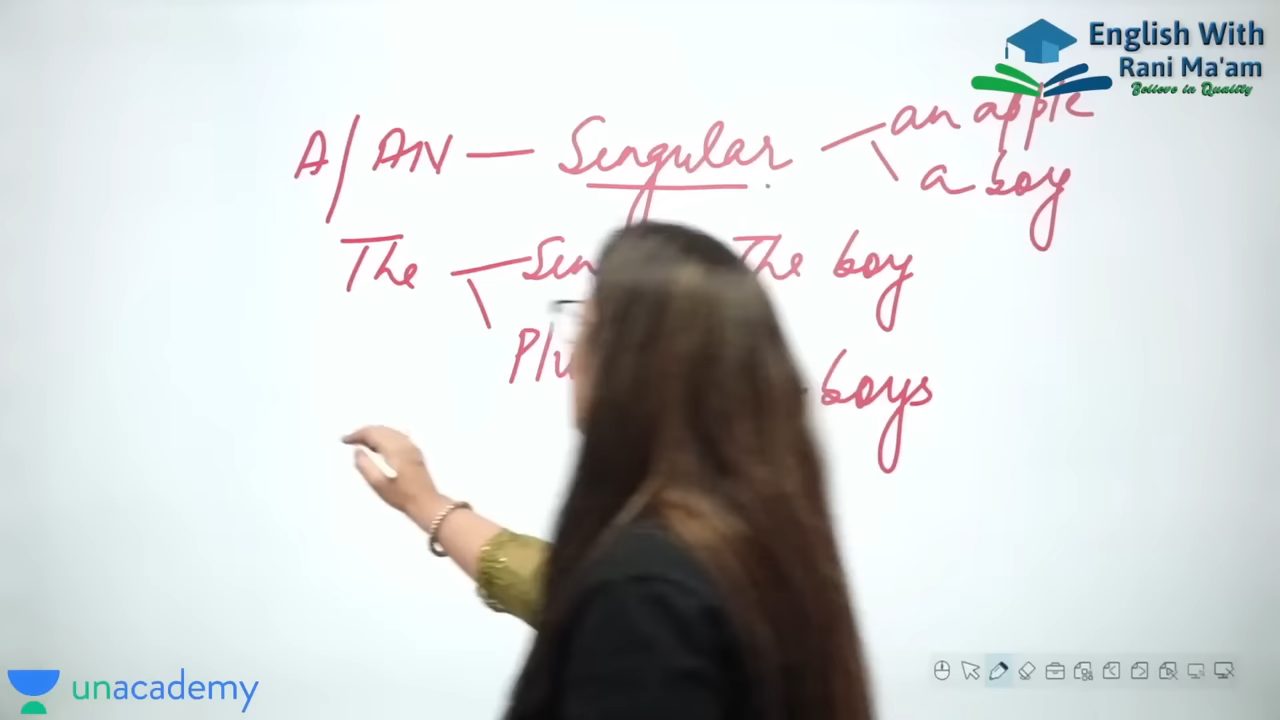 English With
Rani Ma'am
Believe in Quality
A/AN — Singular
an apple
a boy
The
The boy
boys
unacademy